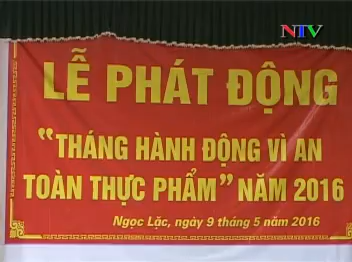 NTV
LỄ PHÁT ĐỘNG
“THÁNG HÀNH ĐỘNG VÌ AN
TOÀN THỰC PHẨM” NĂM 2016
Ngọc Lặc, ngày 9 tháng 5 năm 2016